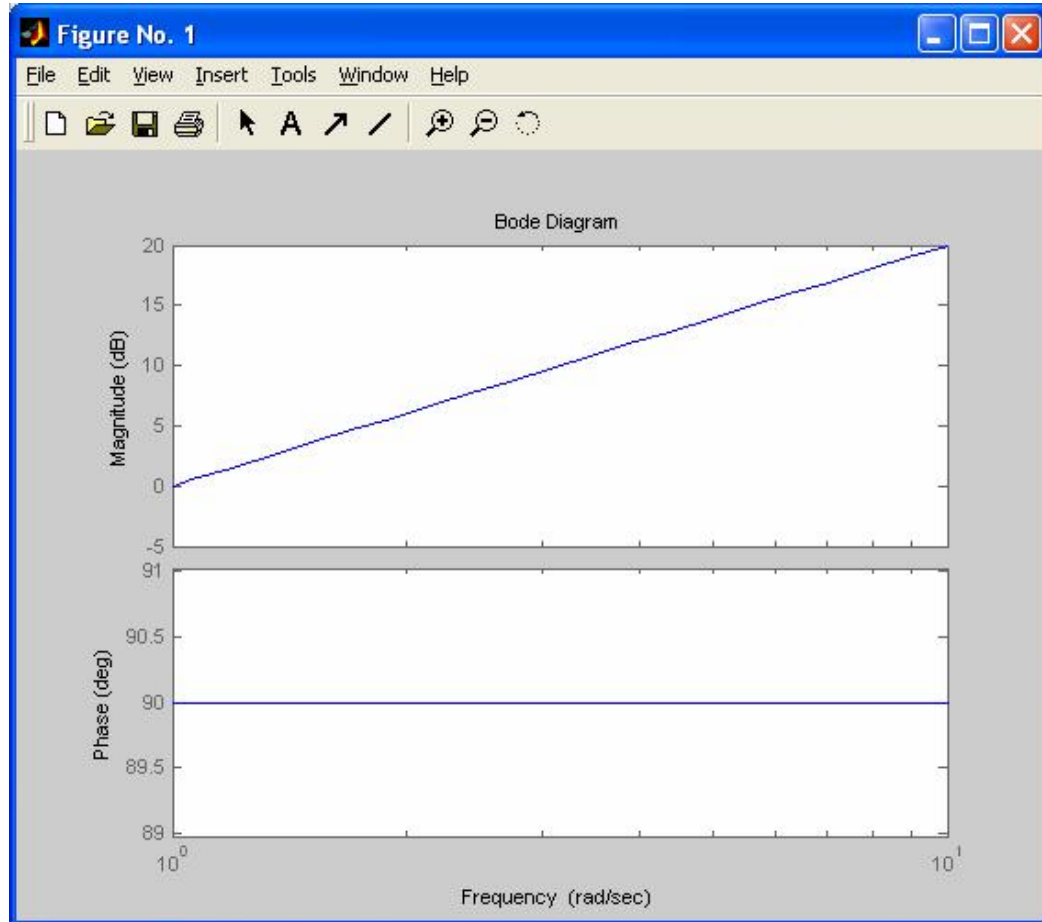 Figure No. 1
File Edit View Insert Tools Window Help
A
Bode Diagram
20
15
10
5
0
-5
Magnitude (dB)
91
90.5
90
89.5
89
Phase (deg)
10^0
10^1
Frequency (rad/sec)